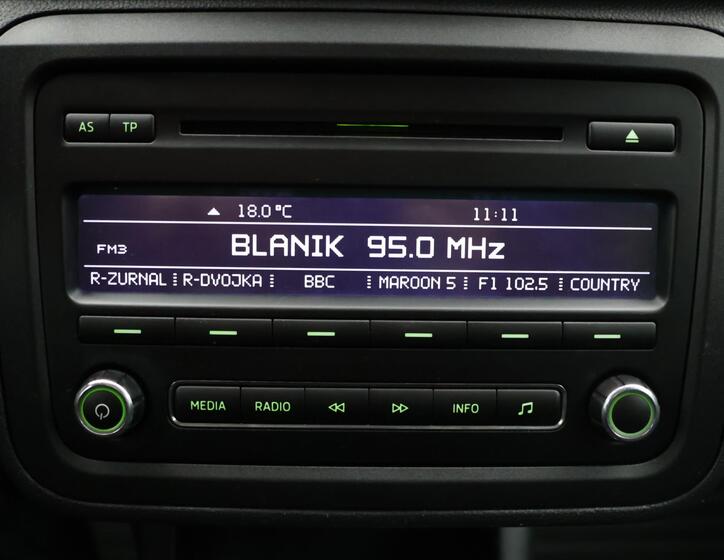 AS TP
18.0 °C 11:11
FM3 BLANIK 95.0 MHz
R-ZURNAL R-DVOJKA BBC MAROON 5 F1 102.5 COUNTRY
MEDIA RADIO INFO